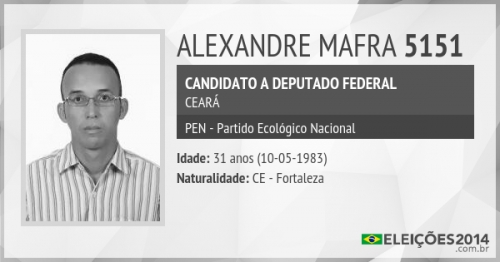 ALEXANDRE MAFRA 5151
CANDIDATO A DEPUTADO FEDERAL
CEARÁ
PEN - Partido Ecológico Nacional
Idade: 31 anos (10-05-1983)
Naturalidade: CE - Fortaleza
ELEIÇÕES2014
.com.br